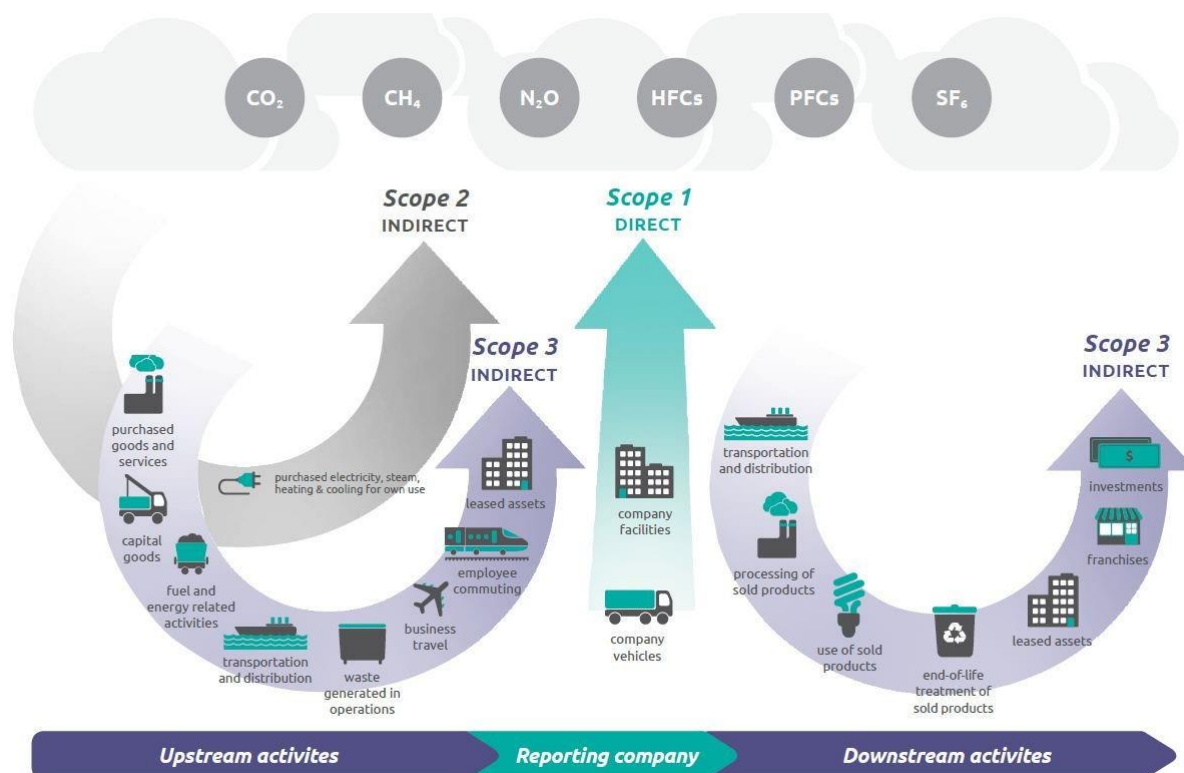 CO₂
CH₄
N₂O
HFCs
PFCs
SF₆
Scope 2
INDIRECT
Scope 1
DIRECT
Scope 3
INDIRECT
Scope 3
INDIRECT
purchased
goods and
services
capital
goods
fuel and
energy related
activities
transportation
and distribution
waste
generated in
operations
business
travel
employee
commuting
leased assets
purchased electricity, steam,
heating & cooling for own use
company
facilities
company
vehicles
transportation
and distribution
processing of
sold products
use of sold
products
end-of-life
treatment of
sold products
leased assets
franchises
$
investments
Upstream activites
Reporting company
Downstream activites